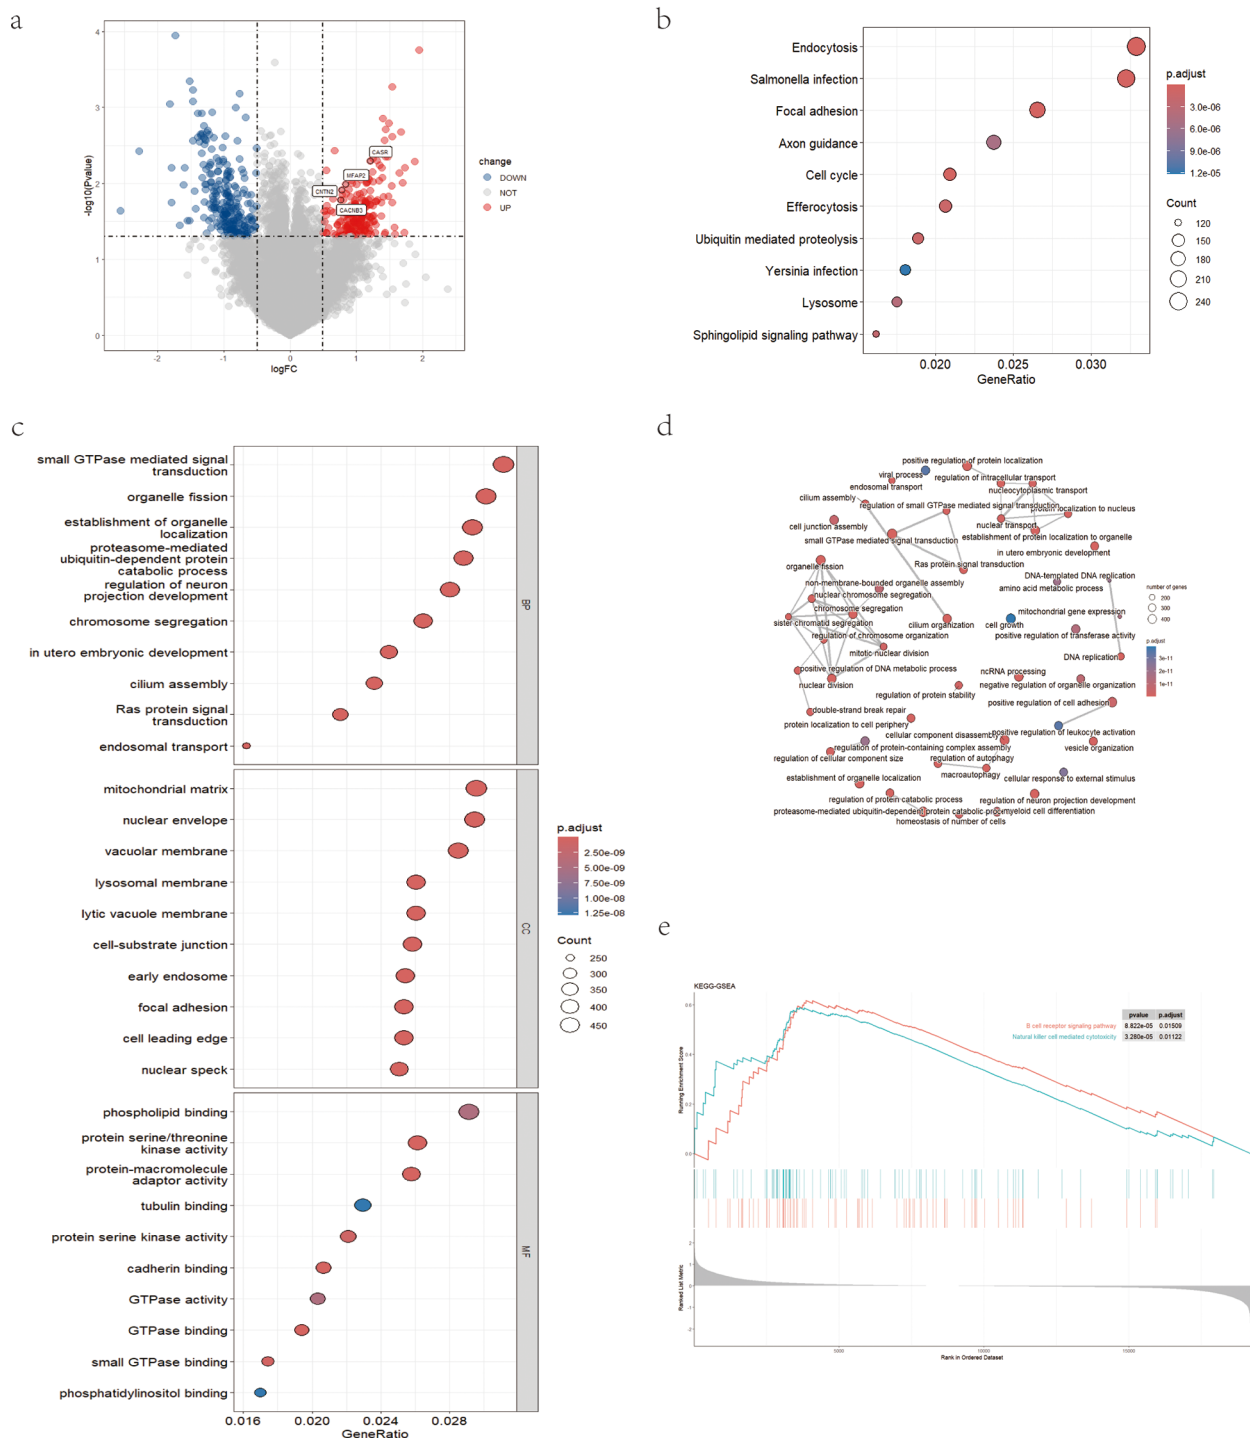 a
4
3
2
1
0
-log10(Pvalue)
CASR
MFAP2
CNTN2
CACNB3
-2
-1
0
1
2
logFC
change
DOWN
NOT
UP
b
Endocytosis
Salmonella infection
Focal adhesion
Axon guidance
Cell cycle
Efferocytosis
Ubiquitin mediated proteolysis
Yersinia infection
Lysosome
Sphingolipid signaling pathway
0.020
0.025
0.030
GeneRatio
p.adjust
3.0e-06
6.0e-06
9.0e-06
1.2e-05
Count
120
150
180
210
240
c
small GTPase mediated signal
transduction
organelle fission
establishment of organelle
localization
proteasome-mediated
ubiquitin-dependent protein
catabolic process
regulation of neuron
projection development
chromosome segregation
in utero embryonic development
cilium assembly
Ras protein signal
transduction
endosomal transport
BP
mitochondrial matrix
nuclear envelope
vacuolar membrane
lysosomal membrane
lytic vacuole membrane
cell-substrate junction
early endosome
focal adhesion
cell leading edge
nuclear speck
CC
phospholipid binding
protein serine/threonine
kinase activity
protein-macromolecule
adaptor activity
tubulin binding
protein serine kinase activity
cadherin binding
GTPase activity
GTPase binding
small GTPase binding
phosphatidylinositol binding
MF
0.016
0.020
0.024
0.028
GeneRatio
p.adjust
2.50e-09
5.00e-09
7.50e-09
1.00e-08
1.25e-08
Count
250
300
350
400
450
d
positive regulation of protein localization
viral process
regulation of intracellular transport
endosomal transport
nucleocytoplasmic transport
cilium assembly
regulation of small GTPase mediated signal transduction
protein localization to nucleus
cell junction assembly
nuclear transport
small GTPase mediated signal transduction
establishment of protein localization to organelle
in utero embryonic development
organelle fission
Ras protein signal transduction
non-membrane-bounded organelle assembly
DNA-templated DNA replication
amino acid metabolic process
nuclear chromosome segregation
chromosome segregation
mitochondrial gene expression
sister chromatid segregation
cilium organization
cell growth
regulation of chromosome organization
positive regulation of transferase activity
mitotic nuclear division
DNA replication
positive regulation of DNA metabolic process
ncRNA processing
nuclear division
negative regulation of organelle organization
regulation of protein stability
positive regulation of cell adhesion
double-strand break repair
protein localization to cell periphery
cellular component disassembly
positive regulation of leukocyte activation
regulation of protein-containing complex assembly
vesicle organization
regulation of cellular component size
regulation of autophagy
macroautophagy
establishment of organelle localization
cellular response to external stimulus
regulation of protein catabolic process
regulation of neuron projection development
proteasome-mediated ubiquitin-dependent protein catabolic pro
myeloid cell differentiation
homeostasis of number of cells
number of genes
200
300
400
p.adjust
3e-11
2e-11
1e-11
e
KEGG-GSEA
0.6
0.4
0.2
0.0
Running Enrichment Score
pvalue p.adjust
B cell receptor signaling pathway 8.822e-05 0.01509
Natural killer cell mediated cytotoxicity 3.280e-05 0.01122
2
1
0
-1
-2
Ranked List Metric
5000
10000
15000
Rank in Ordered Dataset